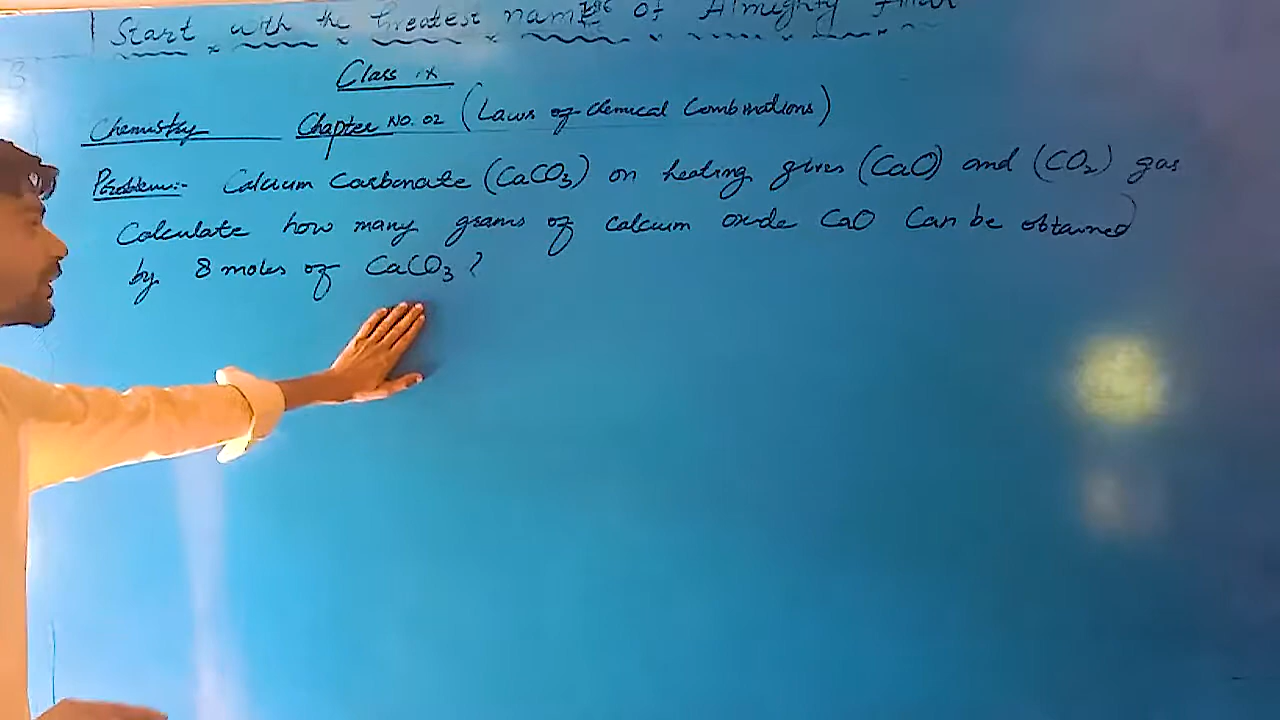 Start with the Greatest name of Almighty Allah
Class IX
Chemistry Chapter No. 02 (Laws of Chemical Combinations)
Problem:- Calcium Carbonate (CaCO3) on heating gives (CaO) and (CO2) gas
Calculate how many grams of calcium oxide CaO Can be obtained
by 8 moles of CaCO3?